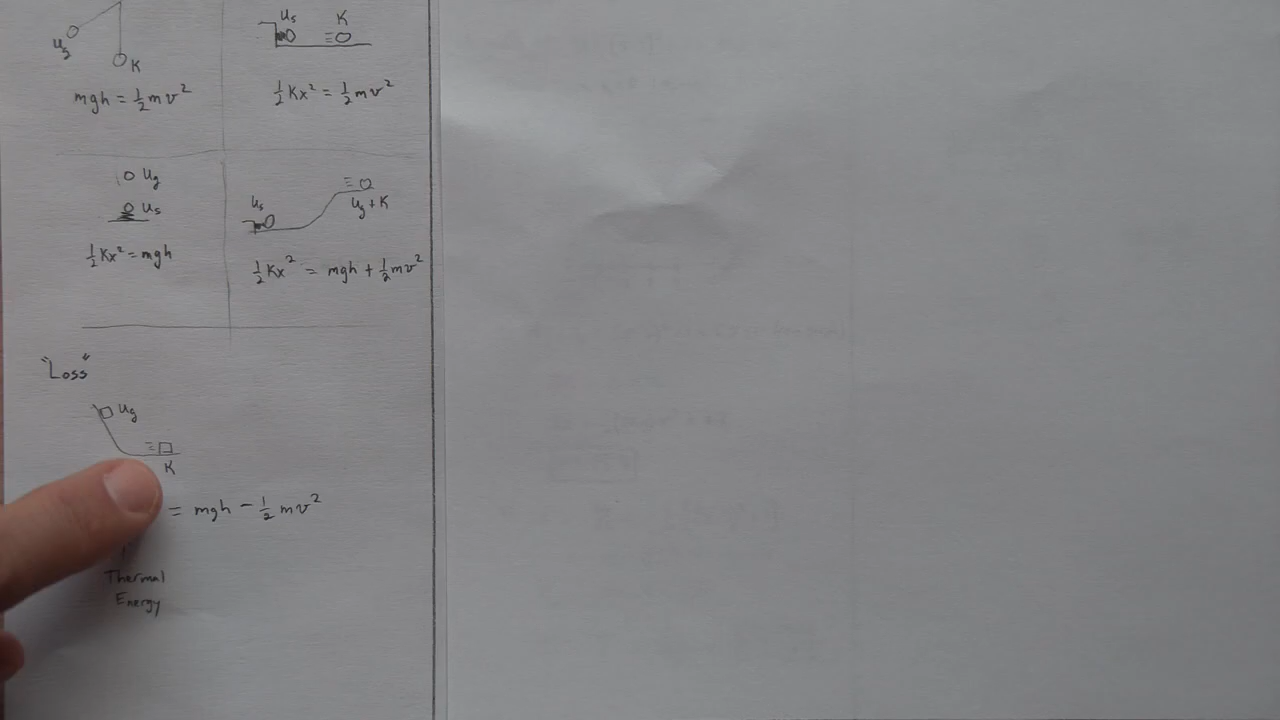 Ug
K
mgh = ½mv²
Us K
½Kx² = ½mv²
Ug
Us
½Kx² = mgh
Us
Ug + K
½Kx² = mgh + ½mv²
"Loss"
Ug
K
= mgh - ½mv²
Thermal
Energy